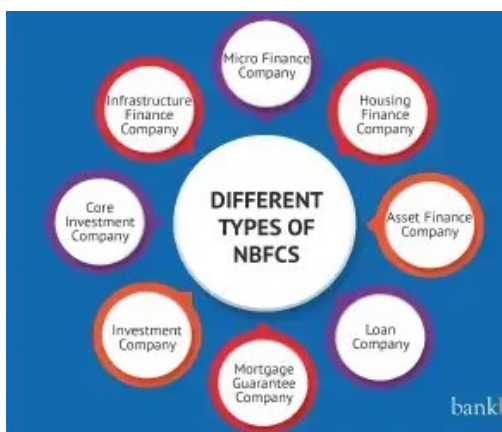 Micro Finance
Company
Infrastructure
Finance
Company
Housing
Finance
Company
DIFFERENT
TYPES OF
NBFCS
Core
Investment
Company
Asset Finance
Company
Investment
Company
Loan
Company
Mortgage
Guarantee
Company
bank